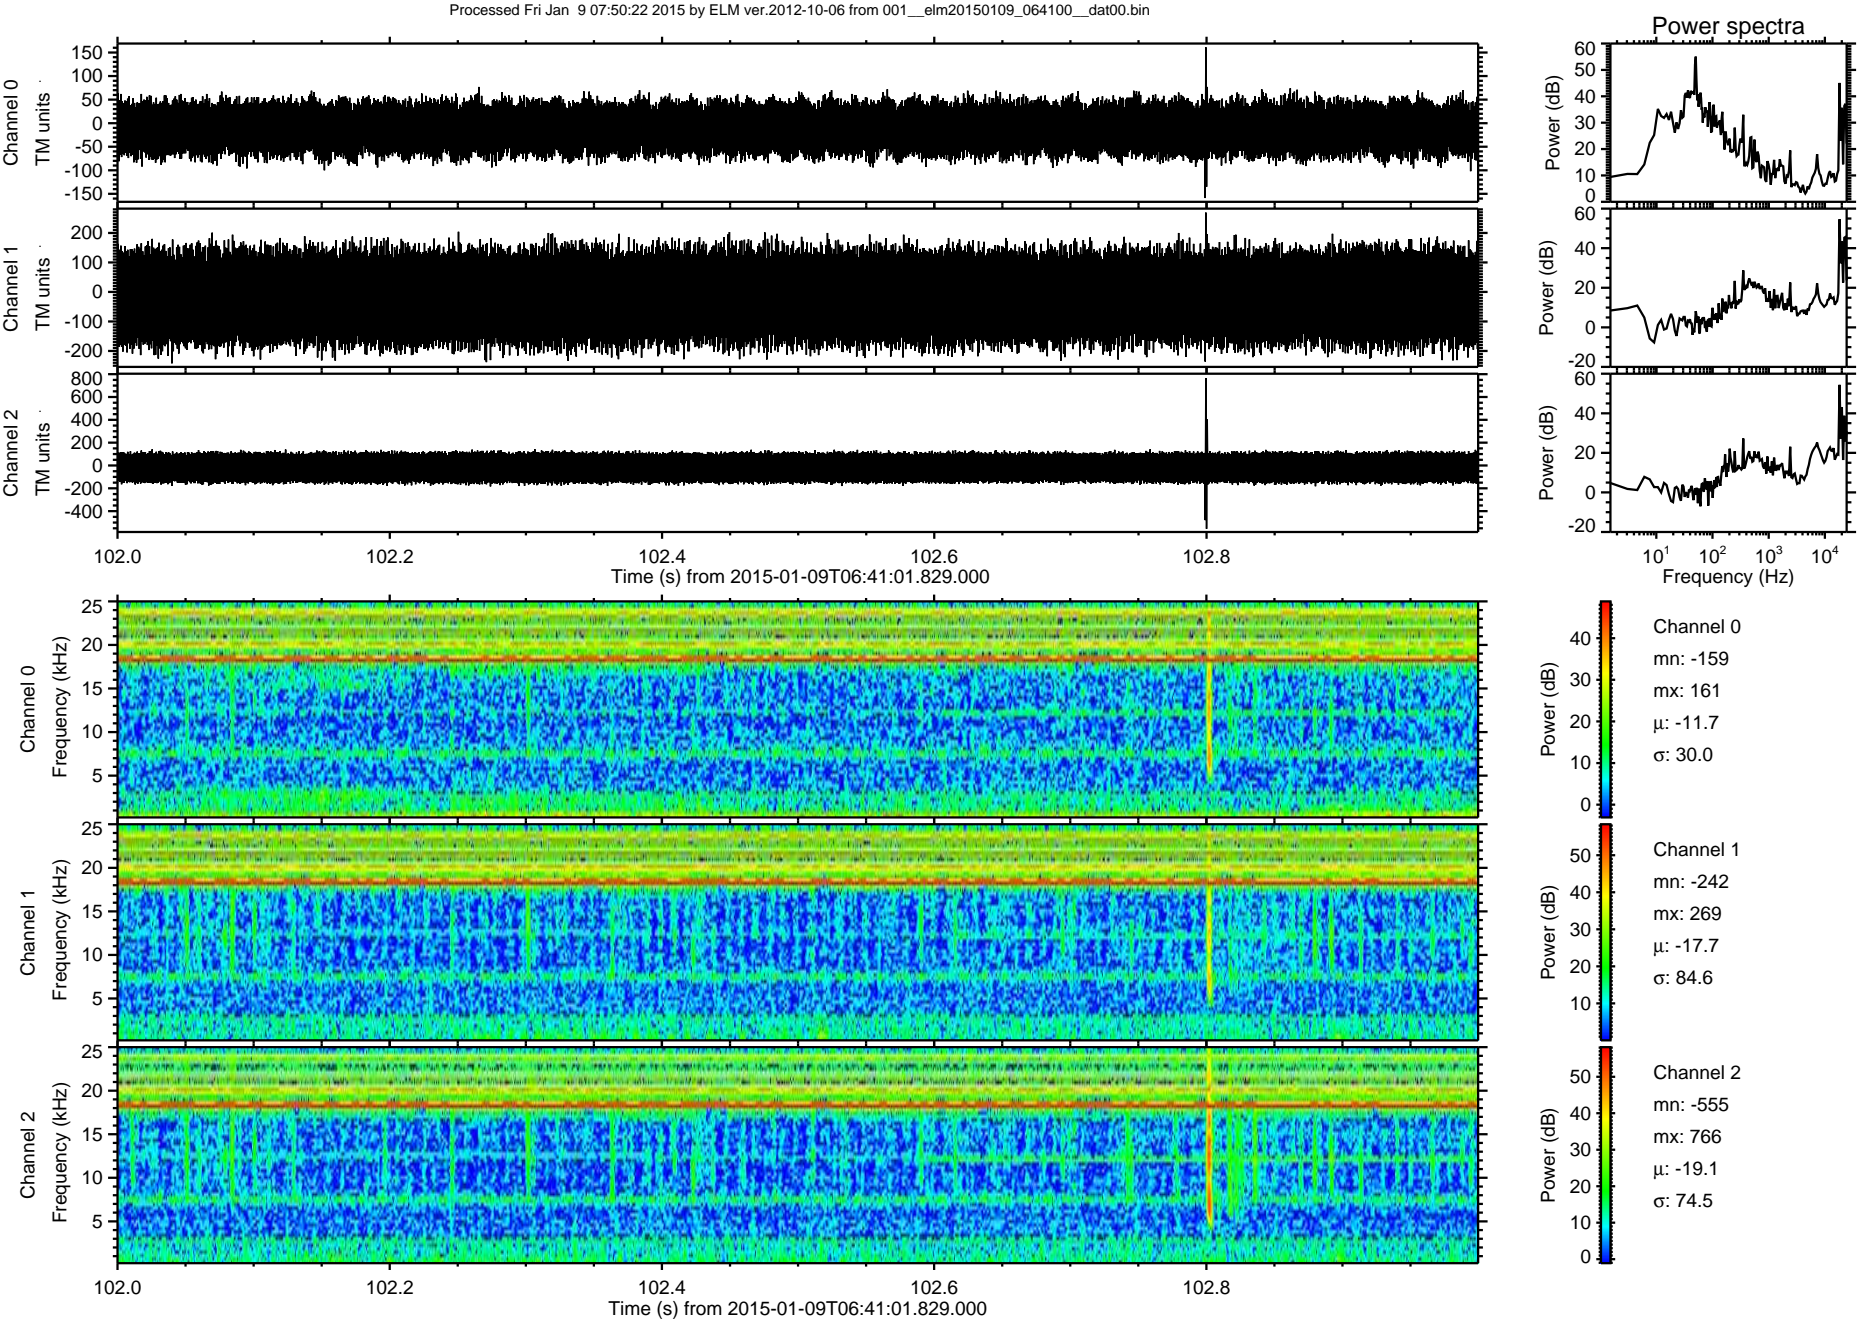 Processed Fri Jan  9 07:50:22 2015 by ELM ver.2012-10-06 from 001__elm20150109_064100__dat00.bin
Power spectra
Channel 0
TM units
150
100
50
0
-50
-100
-150
Power (dB)
60
50
40
30
20
10
0
Channel 1
TM units
200
100
0
-100
-200
Power (dB)
60
40
20
0
-20
Channel 2
TM units
800
600
400
200
0
-200
-400
Power (dB)
60
40
20
0
-20
102.0 102.2 102.4 102.6 102.8
Time (s) from 2015-01-09T06:41:01.829.000
10¹ 10² 10³ 10⁴
Frequency (Hz)
Channel 0
Frequency (kHz)
25
20
15
10
5
Power (dB)
40
30
20
10
0
Channel 0
mn: -159
mx: 161
μ: -11.7
σ: 30.0
Channel 1
Frequency (kHz)
25
20
15
10
5
Power (dB)
50
40
30
20
10
Channel 1
mn: -242
mx: 269
μ: -17.7
σ: 84.6
Channel 2
Frequency (kHz)
25
20
15
10
5
Power (dB)
50
40
30
20
10
0
Channel 2
mn: -555
mx: 766
μ: -19.1
σ: 74.5
102.0 102.2 102.4 102.6 102.8
Time (s) from 2015-01-09T06:41:01.829.000